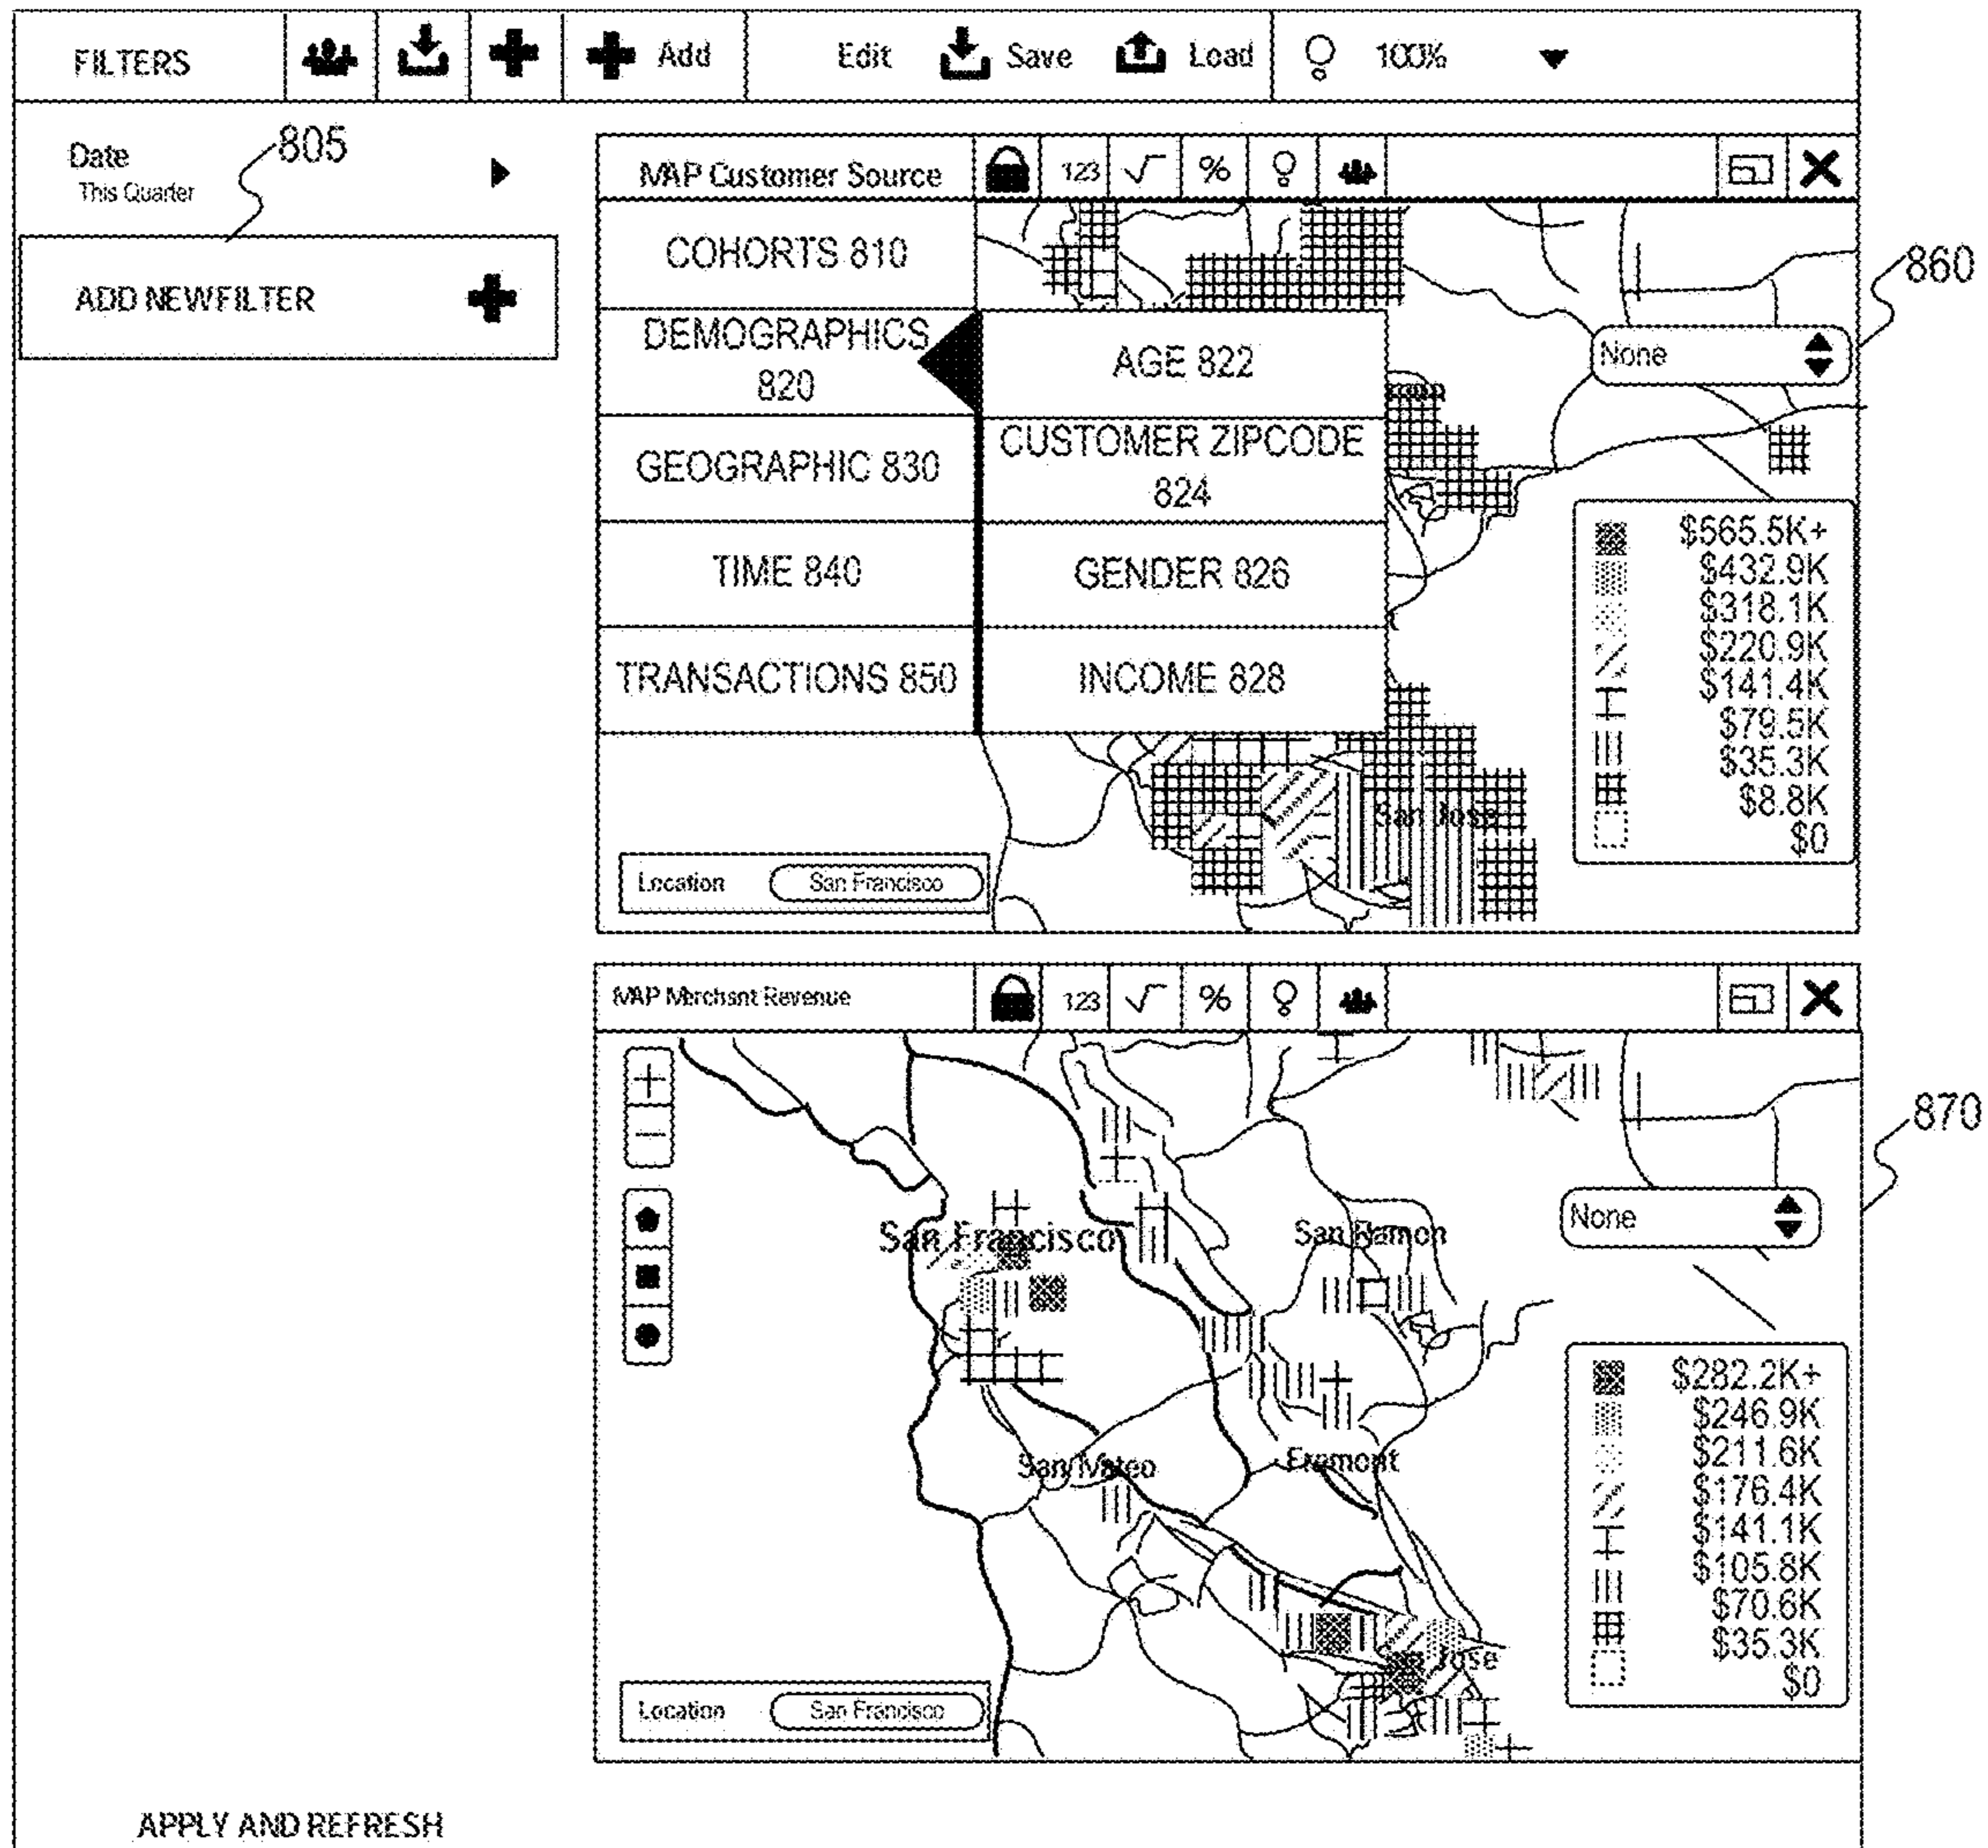 FILTERS Add Edit Save Load 100%
Date
This Quarter
805
ADD NEW FILTER
MAP Customer Source 123 √ %
COHORTS 810
DEMOGRAPHICS
820
GEOGRAPHIC 830
TIME 840
TRANSACTIONS 850
AGE 822
CUSTOMER ZIPCODE
824
GENDER 826
INCOME 828
860
None
$565.5K+
$432.9K
$318.1K
$220.9K
$141.4K
$79.5K
$35.3K
$8.8K
$0
San Jose
Location San Francisco
MAP Merchant Revenue 123 √ %
+
−
870
San Francisco
San Ramon
None
San Mateo
Fremont
$282.2K+
$246.9K
$211.6K
$176.4K
$141.1K
$105.8K
$70.6K
$35.3K
$0
Jose
Location San Francisco
APPLY AND REFRESH